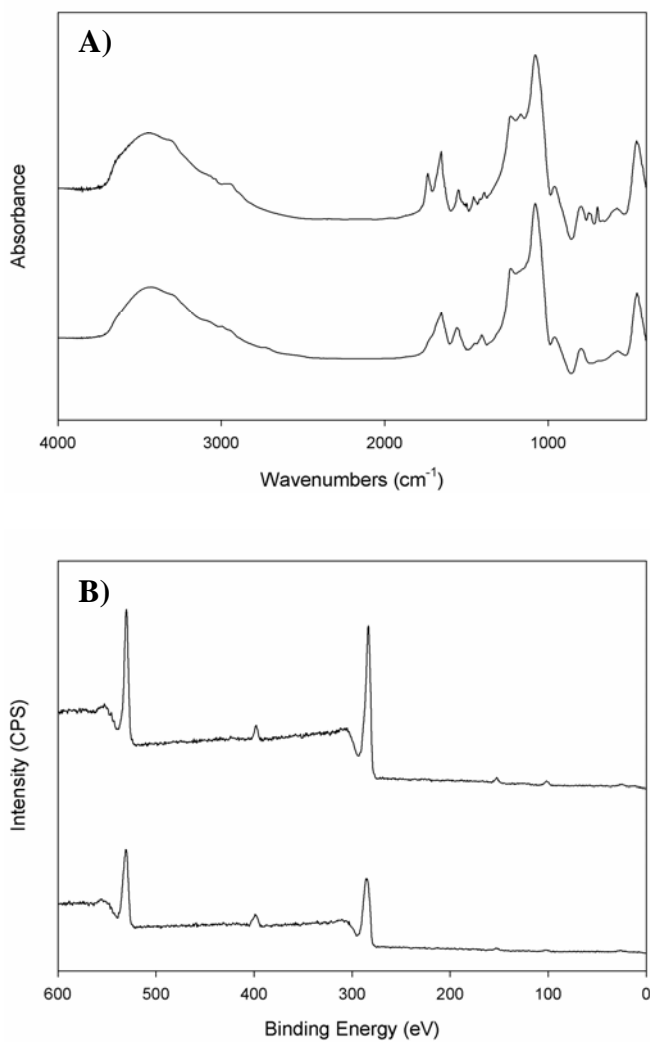 A)
Absorbance
4000 3000 2000 1000
Wavenumbers (cm⁻¹)
B)
Intensity (CPS)
600 500 400 300 200 100 0
Binding Energy (eV)